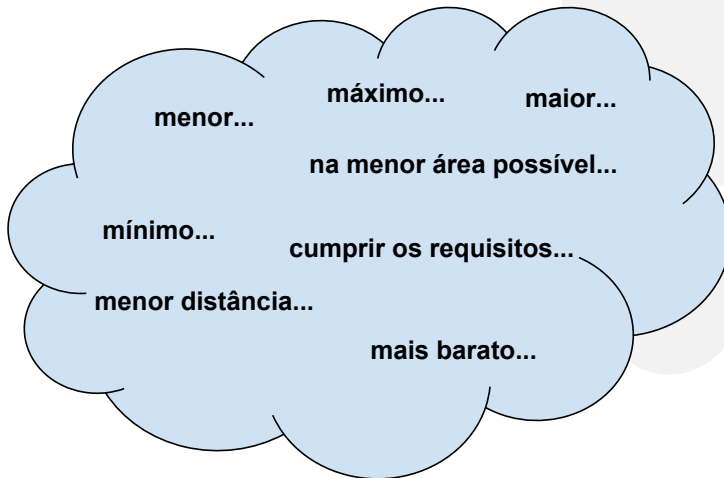 máximo...
maior...
menor...
na menor área possível...
mínimo...
cumprir os requisitos...
menor distância...
mais barato...